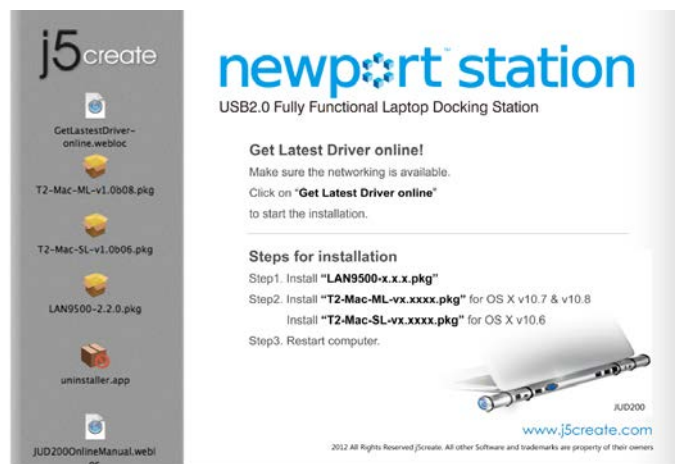 j5create
GetLastestDriver-
online.webloc
T2-Mac-ML-v1.0b08.pkg
T2-Mac-SL-v1.0b06.pkg
LAN9500-2.2.0.pkg
uninstaller.app
JUD200OnlineManual.webl
oc
newport™ station
USB2.0 Fully Functional Laptop Docking Station
Get Latest Driver online!
Make sure the networking is available.
Click on “Get Latest Driver online”
to start the installation.
Steps for installation
Step1. Install “LAN9500-x.x.x.pkg”
Step2. Install “T2-Mac-ML-vx.xxxx.pkg” for OS X v10.7 & v10.8
Install “T2-Mac-SL-vx.xxxx.pkg” for OS X v10.6
Step3. Restart computer.
JUD200
www.j5create.com
2012 All Rights Reserved j5create. All other Software and trademarks are property of their owners